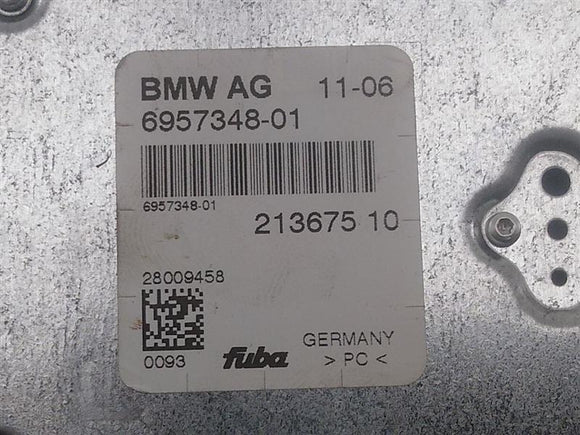 BMW AG 11-06
6957348-01
6957348-01
213675 10
28009458
0093 fuba GERMANY
> PC <